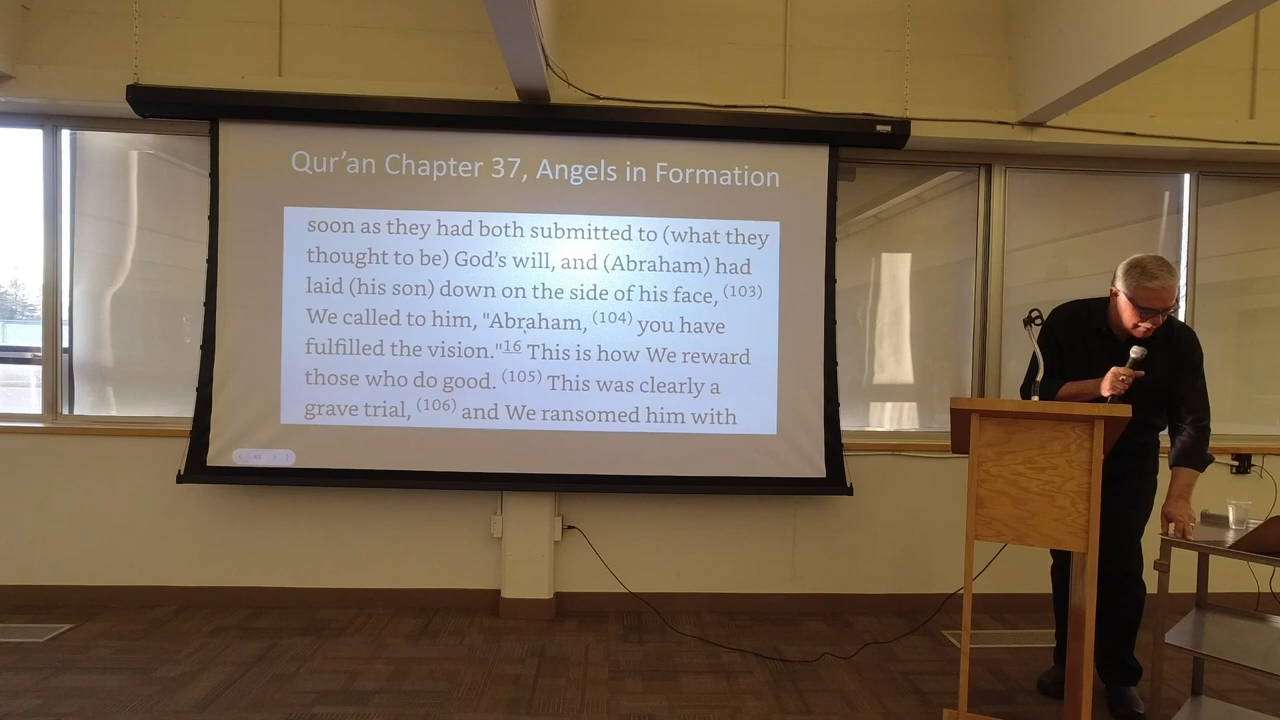 Qur’an Chapter 37, Angels in Formation
soon as they had both submitted to (what they
thought to be) God’s will, and (Abraham) had
laid (his son) down on the side of his face, (103)
We called to him, "Abraham, (104) you have
fulfilled the vision."16 This is how We reward
those who do good. (105) This was clearly a
grave trial, (106) and We ransomed him with